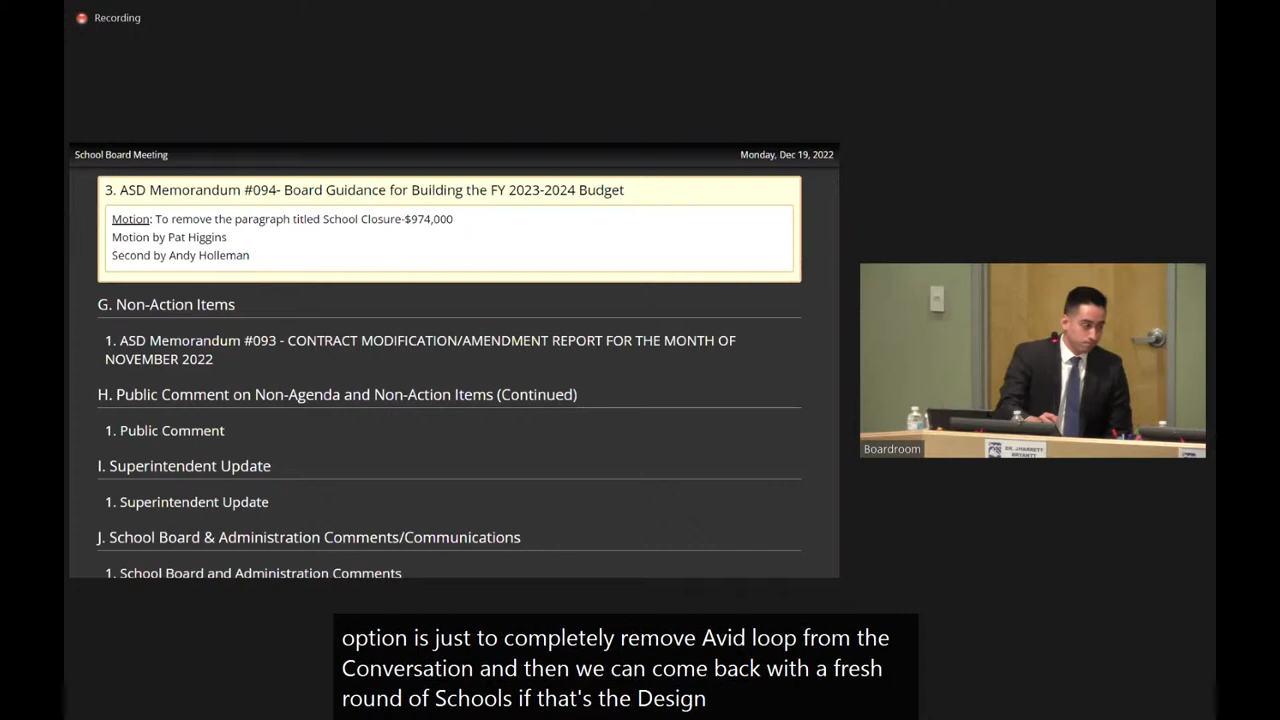 Recording
School Board Meeting
Monday, Dec 19, 2022
3. ASD Memorandum #094- Board Guidance for Building the FY 2023-2024 Budget
Motion: To remove the paragraph titled School Closure-$974,000
Motion by Pat Higgins
Second by Andy Holleman
G. Non-Action Items
1. ASD Memorandum #093 - CONTRACT MODIFICATION/AMENDMENT REPORT FOR THE MONTH OF
NOVEMBER 2022
H. Public Comment on Non-Agenda and Non-Action Items (Continued)
1. Public Comment
I. Superintendent Update
1. Superintendent Update
J. School Board & Administration Comments/Communications
1. School Board and Administration Comments
DR. JHARRETT
BRYANTT
Boardroom
option is just to completely remove Avid loop from the
Conversation and then we can come back with a fresh
round of Schools if that's the Design